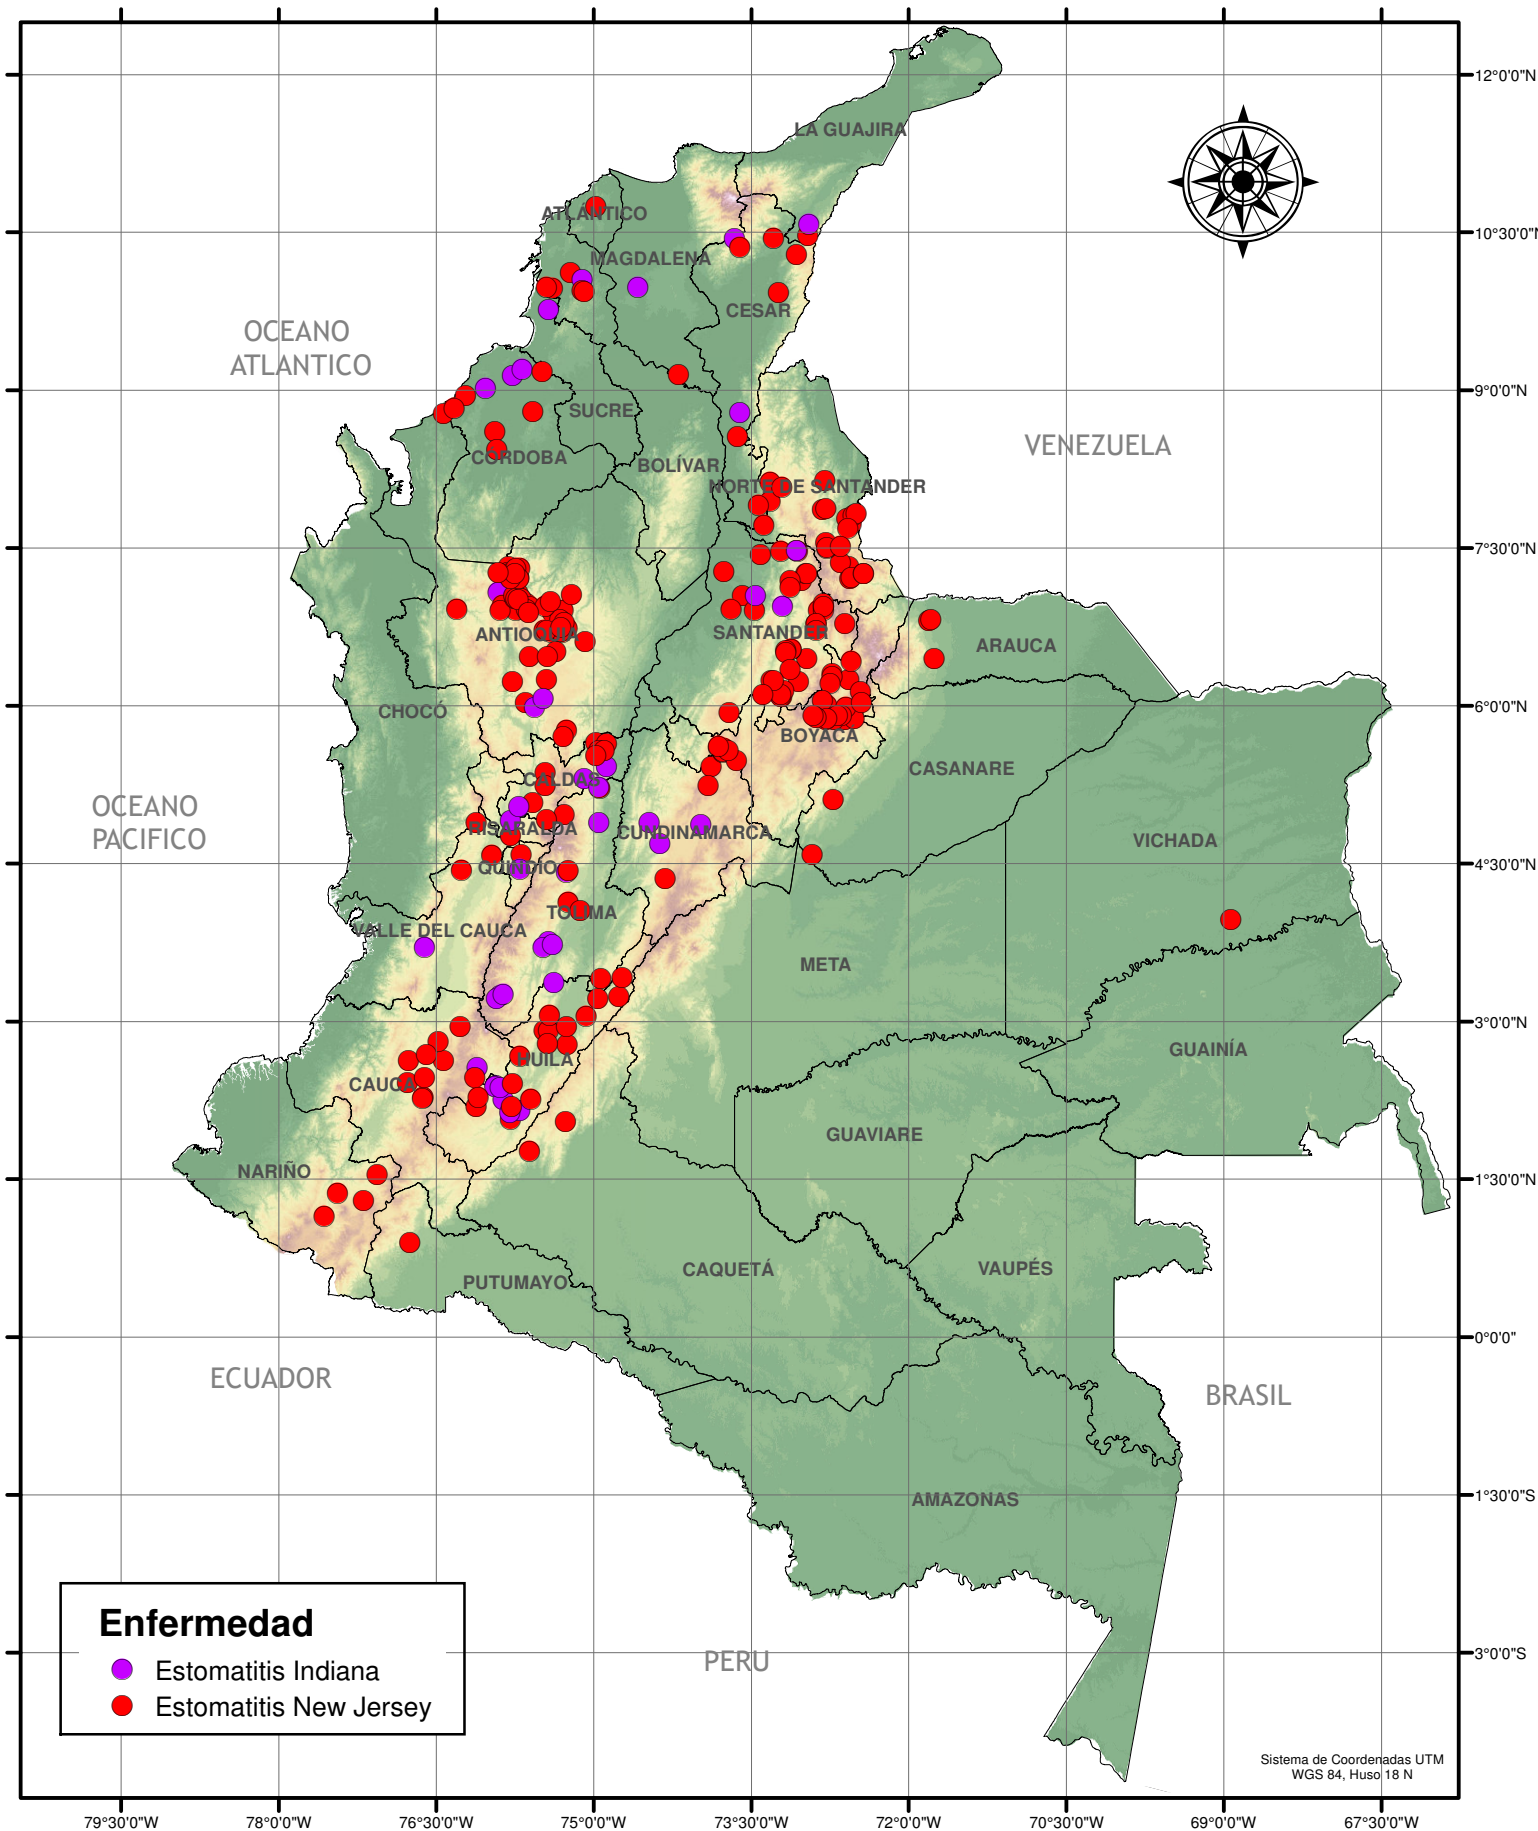 12°0'0"N
LA GUAJIRA
ATLÁNTICO
10°30'0"N
MAGDALENA
CESAR
OCEANO
ATLANTICO
9°0'0"N
SUCRE
VENEZUELA
CÓRDOBA
BOLÍVAR
NORTE DE SANTANDER
7°30'0"N
ANTIOQUIA
SANTANDER
ARAUCA
CHOCÓ
6°0'0"N
BOYACÁ
CASANARE
CALDAS
OCEANO
PACIFICO
RISARALDA
CUNDINAMARCA
VICHADA
QUINDIO
4°30'0"N
TOLIMA
VALLE DEL CAUCA
META
3°0'0"N
GUAINÍA
HUILA
CAUCA
GUAVIARE
NARIÑO
1°30'0"N
CAQUETÁ
VAUPÉS
PUTUMAYO
0°0'0"
ECUADOR
BRASIL
1°30'0"S
AMAZONAS
Enfermedad
Estomatitis Indiana
Estomatitis New Jersey
PERU
3°0'0"S
Sistema de Coordenadas UTM
WGS 84, Huso 18 N
79°30'0"W 78°0'0"W 76°30'0"W 75°0'0"W 73°30'0"W 72°0'0"W 70°30'0"W 69°0'0"W 67°30'0"W